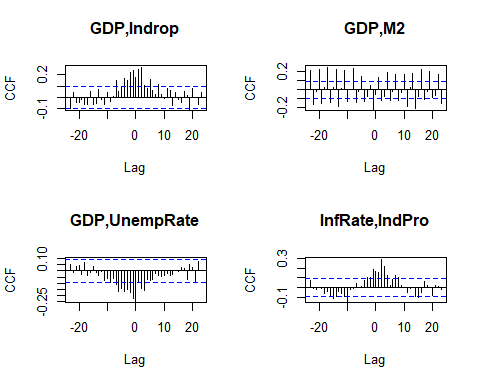 GDP,Indrop
CCF
0.2
-0.1
-20
0
10
20
Lag
GDP,M2
CCF
0.2
-0.2
-20
0
10
20
Lag
GDP,UnempRate
CCF
0.10
-0.25
-20
0
10
20
Lag
InfRate,IndPro
CCF
0.3
-0.1
-20
0
10
20
Lag